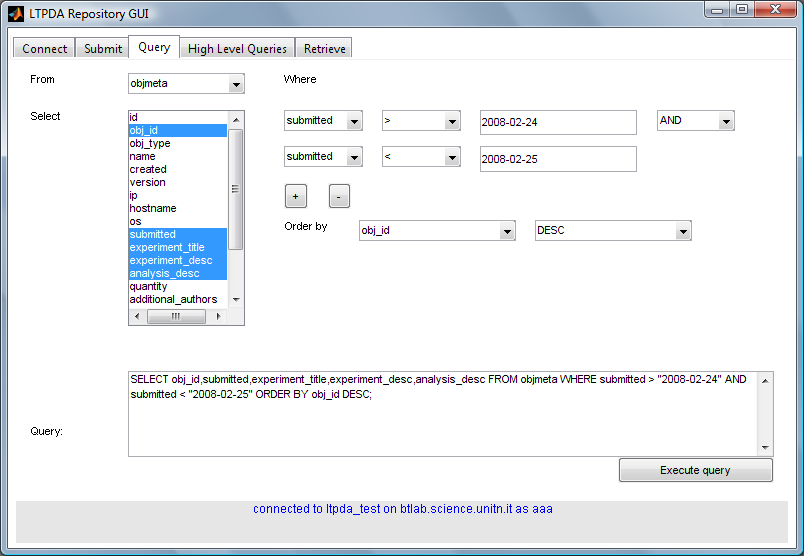 LTPDA Repository GUI
Connect Submit Query High Level Queries Retrieve
From objmeta Where
Select
id
obj_id
obj_type
name
created
version
ip
hostname
os
submitted
experiment_title
experiment_desc
analysis_desc
quantity
additional_authors
submitted > 2008-02-24 AND
submitted < 2008-02-25
+ -
Order by obj_id DESC
Query:
SELECT obj_id,submitted,experiment_title,experiment_desc,analysis_desc FROM objmeta WHERE submitted > "2008-02-24" AND
submitted < "2008-02-25" ORDER BY obj_id DESC;
Execute query
connected to ltpda_test on btlab.science.unitn.it as aaa